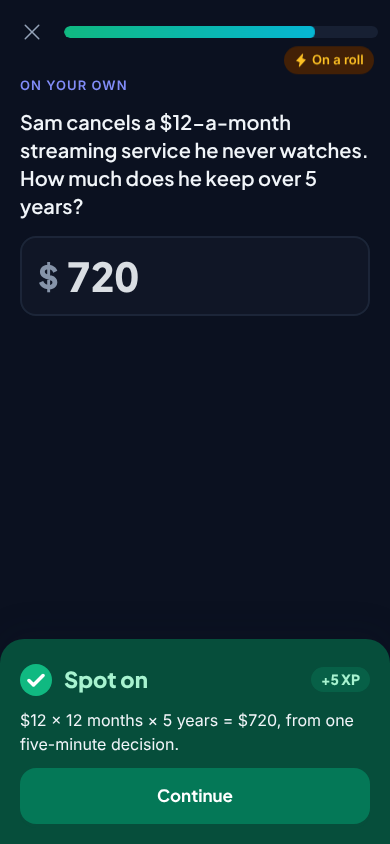 On a roll
ON YOUR OWN
Sam cancels a $12-a-month
streaming service he never watches.
How much does he keep over 5
years?
$ 720
Spot on
+5 XP
$12 × 12 months × 5 years = $720, from one
five-minute decision.
Continue